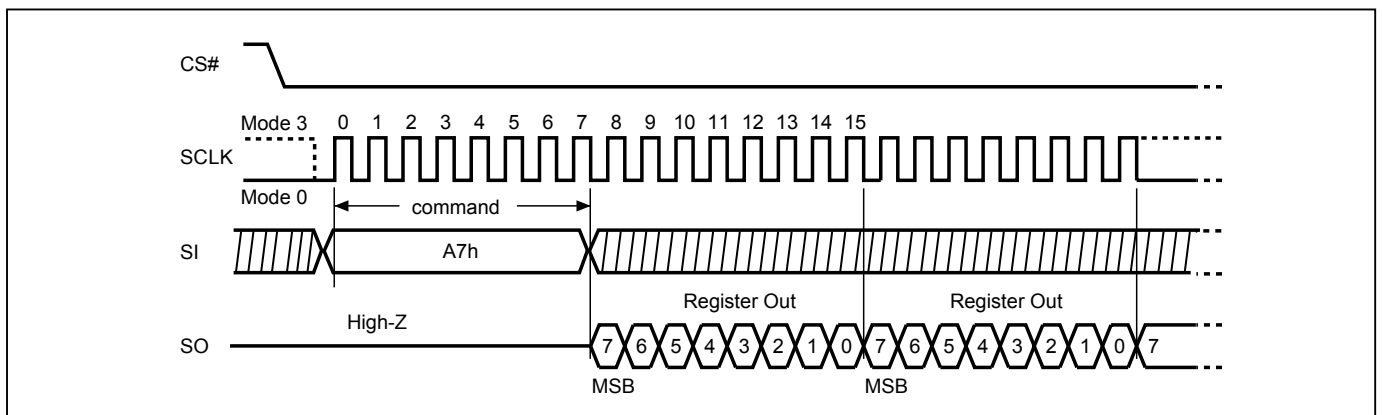 CS#
Mode 3 0 1 2 3 4 5 6 7 8 9 10 11 12 13 14 15
SCLK
Mode 0
command
SI A7h
Register Out Register Out
High-Z
SO 7 6 5 4 3 2 1 0 7 6 5 4 3 2 1 0 7
MSB MSB